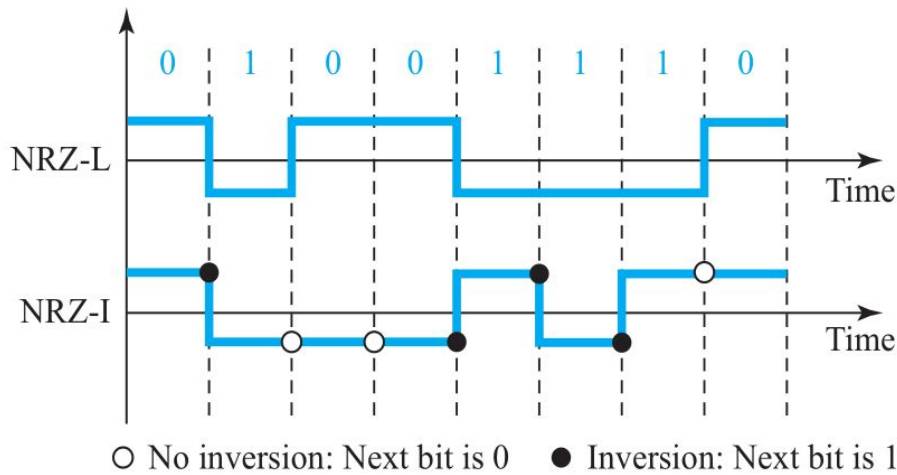 0 1 0 0 1 1 1 0
NRZ-L
Time
NRZ-I
Time
No inversion: Next bit is 0
Inversion: Next bit is 1